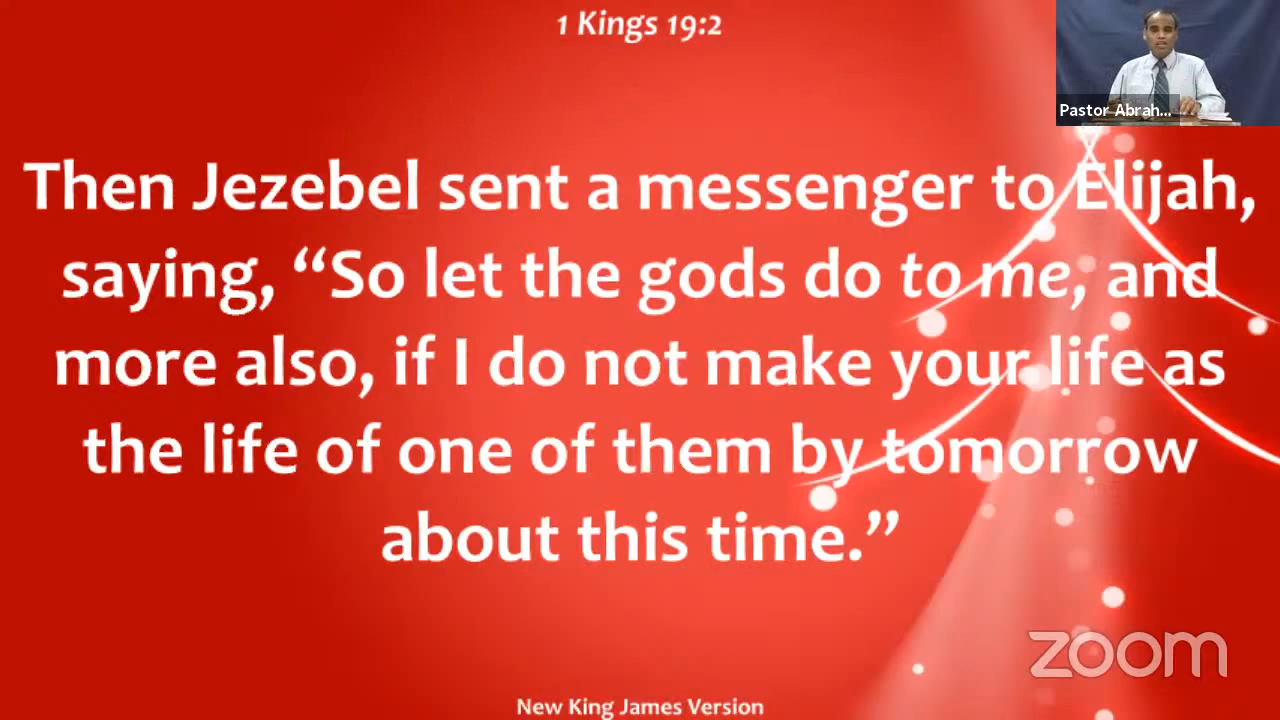 1 Kings 19:2
Pastor Abrah...
Then Jezebel sent a messenger to Elijah,
saying, “So let the gods do to me, and
more also, if I do not make your life as
the life of one of them by tomorrow
about this time.”
zoom
New King James Version